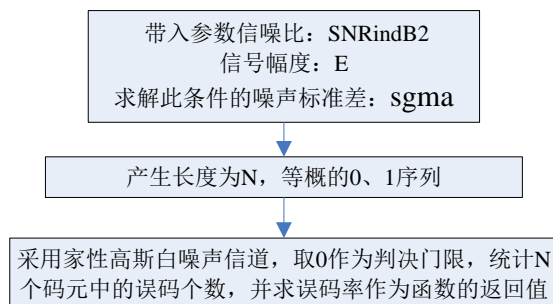 带入参数信噪比：SNRindB2
信号幅度：E
求解此条件的噪声标准差：sgma
产生长度为N，等概的0、1序列
采用家性高斯白噪声信道，取0作为判决门限，统计N
个码元中的误码个数，并求误码率作为函数的返回值